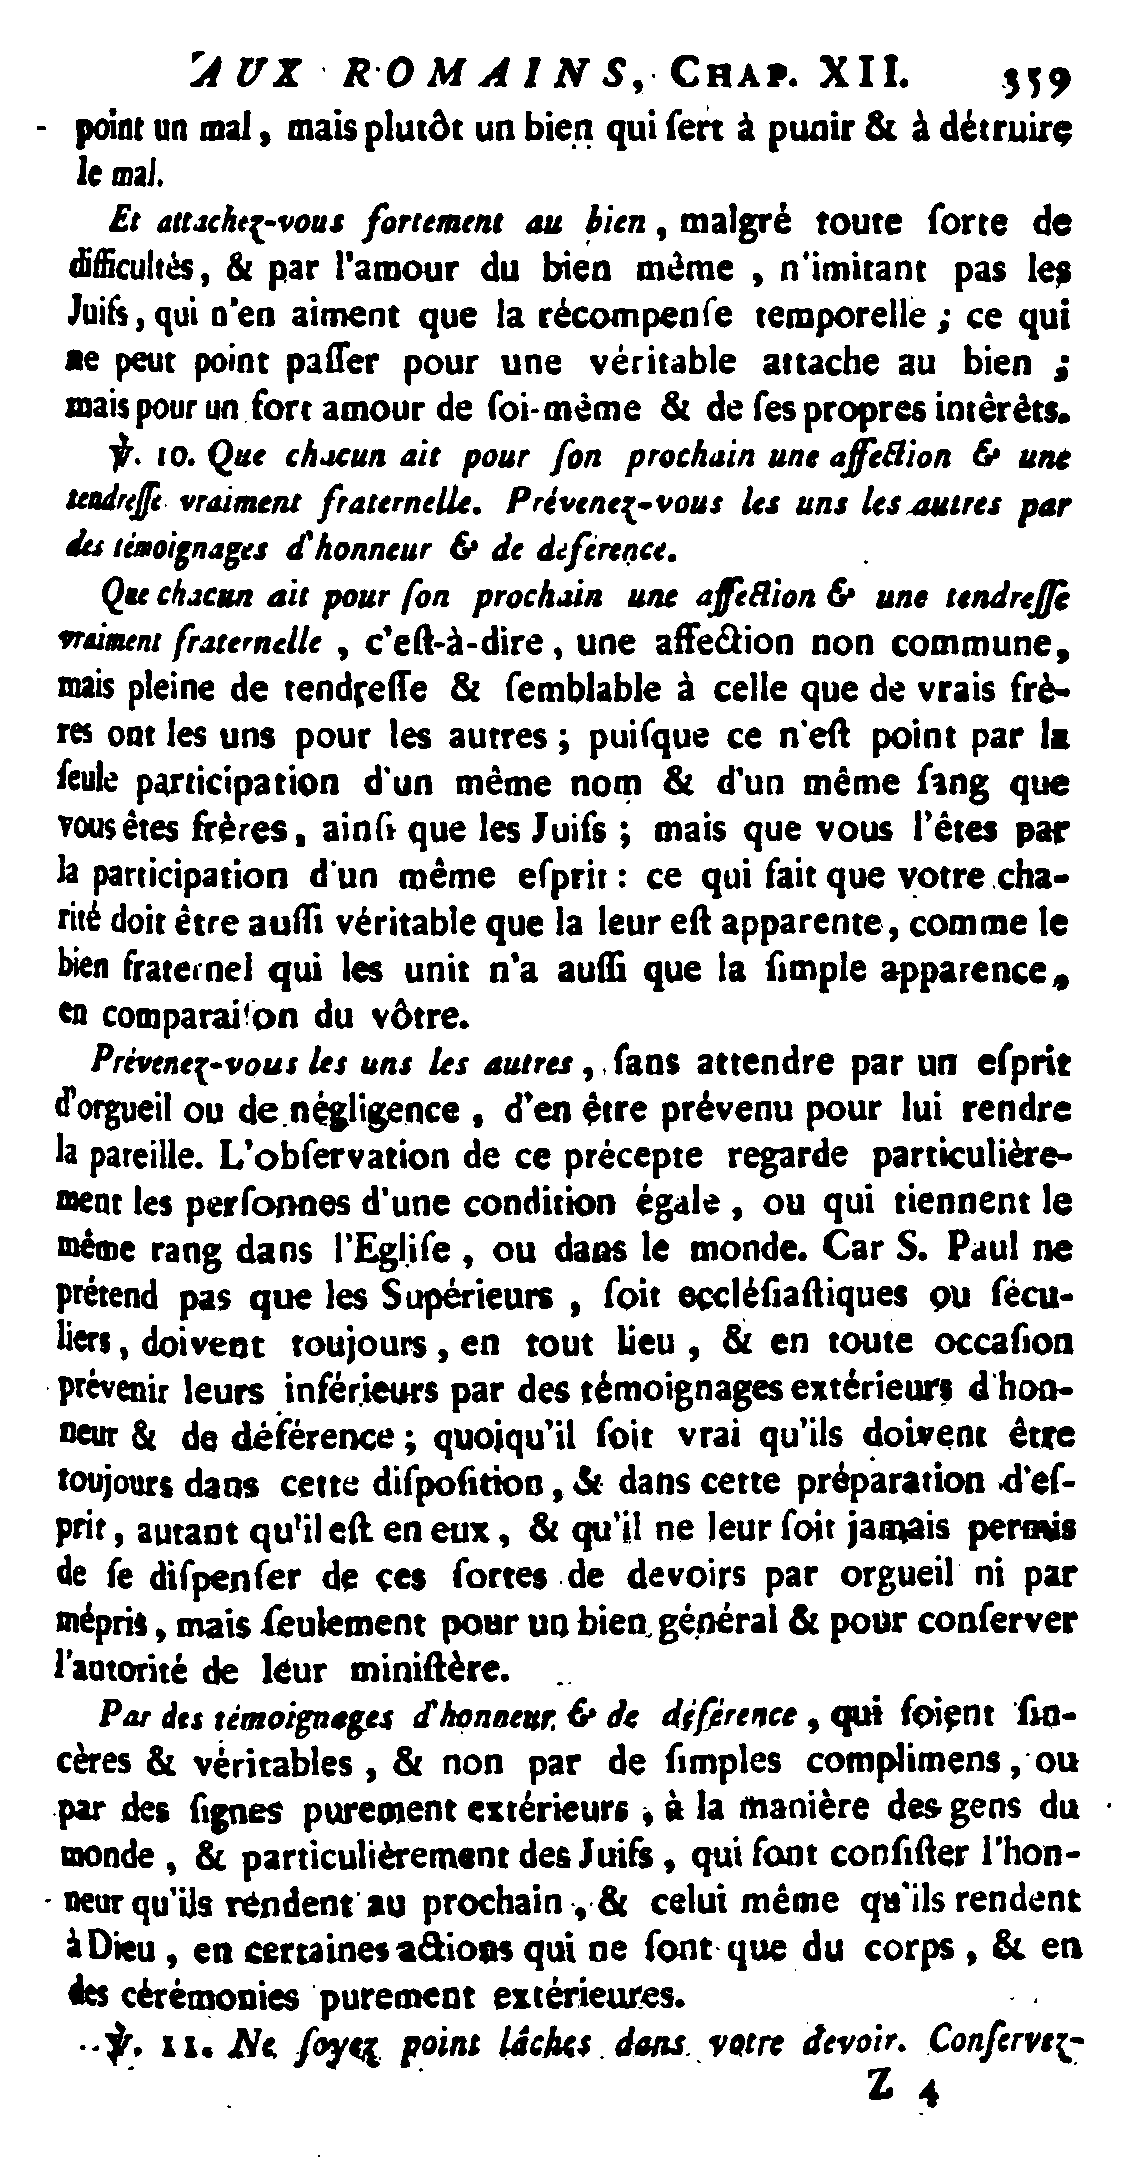 AUX ROMAINS, CHAP. XII. 359
point un mal, mais plutôt un bien qui ſert à punir & à détruire
le mal.
Et attachez-vous fortement au bien, malgré toute ſorte de
difficultès, & par l'amour du bien même, n'imitant pas les
Juifs, qui n'en aiment que la récompenſe temporelle ; ce qui
ne peut point paſſer pour une véritable attache au bien ;
mais pour un fort amour de ſoi-même & de ſes propres intérêts.
℣. 10. Que chacun ait pour ſon prochain une affection & une
tendreſſe vraiment fraternelle. Prévenez-vous les uns les autres par
des témoignages d'honneur & de déférence.
Que chacun ait pour ſon prochain une affection & une tendreſſe
vraiment fraternelle, c'eſt-à-dire, une affection non commune,
mais pleine de tendreſſe & ſemblable à celle que de vrais frè-
res ont les uns pour les autres ; puiſque ce n'eſt point par la
ſeule participation d'un même nom & d'un même ſang que
vous êtes frères, ainſi que les Juifs ; mais que vous l'êtes par
la participation d'un même eſprit : ce qui fait que votre cha-
rité doit être auſſi véritable que la leur eſt apparente, comme le
bien fraternel qui les unit n'a auſſi que la ſimple apparence,
en comparaiſon du vôtre.
Prévenez-vous les uns les autres, ſans attendre par un eſprit
d'orgueil ou de négligence, d'en être prévenu pour lui rendre
la pareille. L'obſervation de ce précepte regarde particulière-
ment les perſonnes d'une condition égale, ou qui tiennent le
même rang dans l'Egliſe, ou dans le monde. Car S. Paul ne
prétend pas que les Supérieurs, ſoit eccléſiaſtiques ou ſécu-
liers, doivent toujours, en tout lieu, & en toute occaſion
prévenir leurs inférieurs par des témoignages extérieurs d'hon-
neur & de déférence ; quoiqu'il ſoit vrai qu'ils doivent être
toujours dans cette diſpoſition, & dans cette préparation d'eſ-
prit, autant qu'il eſt en eux, & qu'il ne leur ſoit jamais permis
de ſe diſpenſer de ces ſortes de devoirs par orgueil ni par
mépris, mais ſeulement pour un bien général & pour conſerver
l'autorité de leur miniſtère.
Par des témoignages d'honneur & de déférence, qui ſoient ſin-
cères & véritables, & non par de ſimples complimens, ou
par des ſignes purement extérieurs, à la manière des gens du
monde, & particulièrement des Juifs, qui ſont conſiſter l'hon-
neur qu'ils rendent au prochain, & celui même qu'ils rendent
à Dieu, en certaines actions qui ne ſont que du corps, & en
des cérémonies purement extérieures.
℣. 11. Ne ſoyez point lâches dans votre devoir. Conſervez-
Z 4